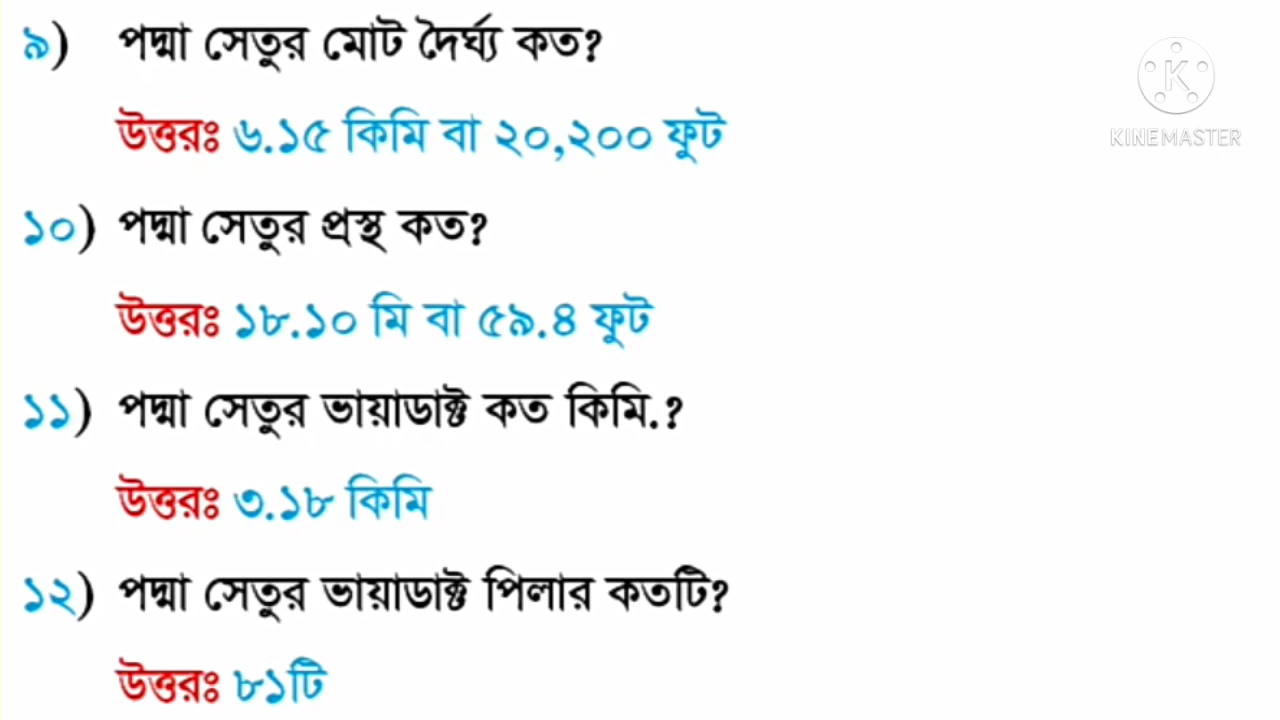 ৯) পদ্মা সেতুর মোট দৈর্ঘ্য কত?
উত্তরঃ ৬.১৫ কিমি বা ২০,২০০ ফুট
KINEMASTER
১০) পদ্মা সেতুর প্রস্থ কত?
উত্তরঃ ১৮.১০ মি বা ৫৯.৪ ফুট
১১) পদ্মা সেতুর ভায়াডাক্ট কত কিমি.?
উত্তরঃ ৩.১৮ কিমি
১২) পদ্মা সেতুর ভায়াডাক্ট পিলার কতটি?
উত্তরঃ ৮১টি